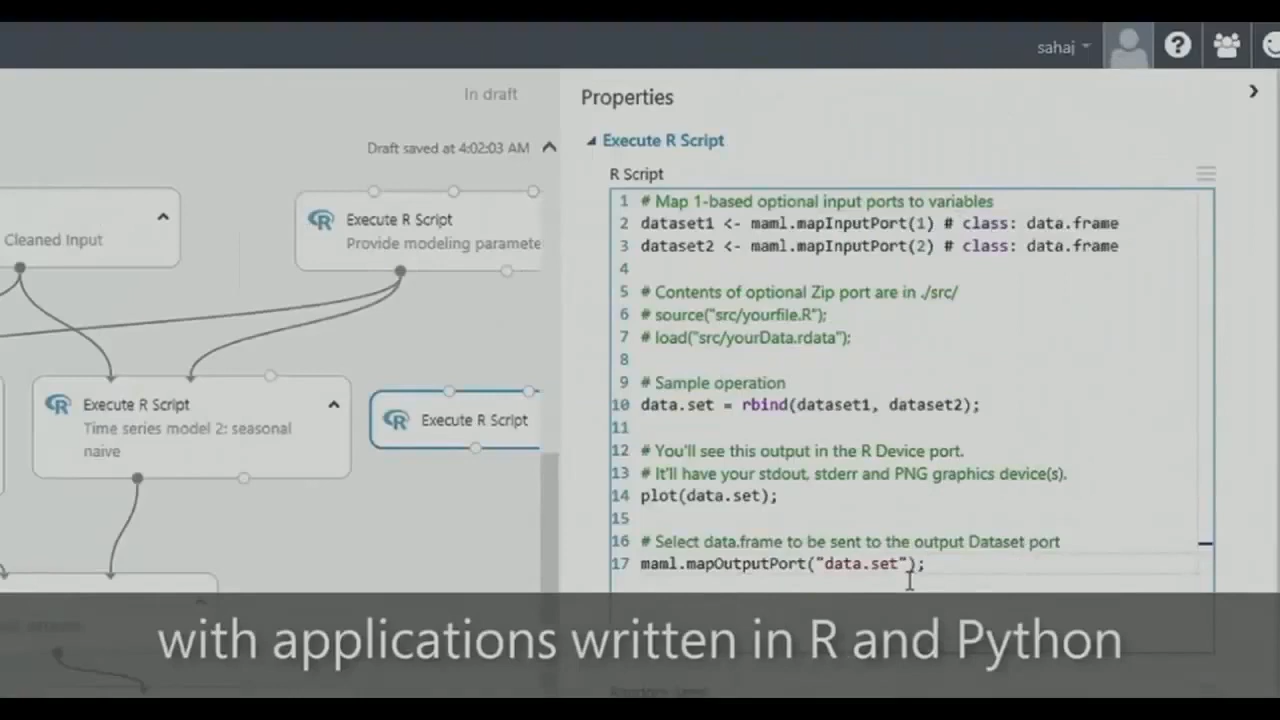 sahaj
?
In draft
Draft saved at 4:02:03 AM
Cleaned Input
R
Execute R Script
Provide modeling paramete
R
Execute R Script
Time series model 2: seasonal
naive
R
Execute R Script
Properties
Execute R Script
R Script
1 # Map 1-based optional input ports to variables
2 dataset1 <- maml.mapInputPort(1) # class: data.frame
3 dataset2 <- maml.mapInputPort(2) # class: data.frame
4
5 # Contents of optional Zip port are in ./src/
6 # source("src/yourfile.R");
7 # load("src/yourData.rdata");
8
9 # Sample operation
10 data.set = rbind(dataset1, dataset2);
11
12 # You'll see this output in the R Device port.
13 # It'll have your stdout, stderr and PNG graphics device(s).
14 plot(data.set);
15
16 # Select data.frame to be sent to the output Dataset port
17 maml.mapOutputPort("data.set");
with applications written in R and Python